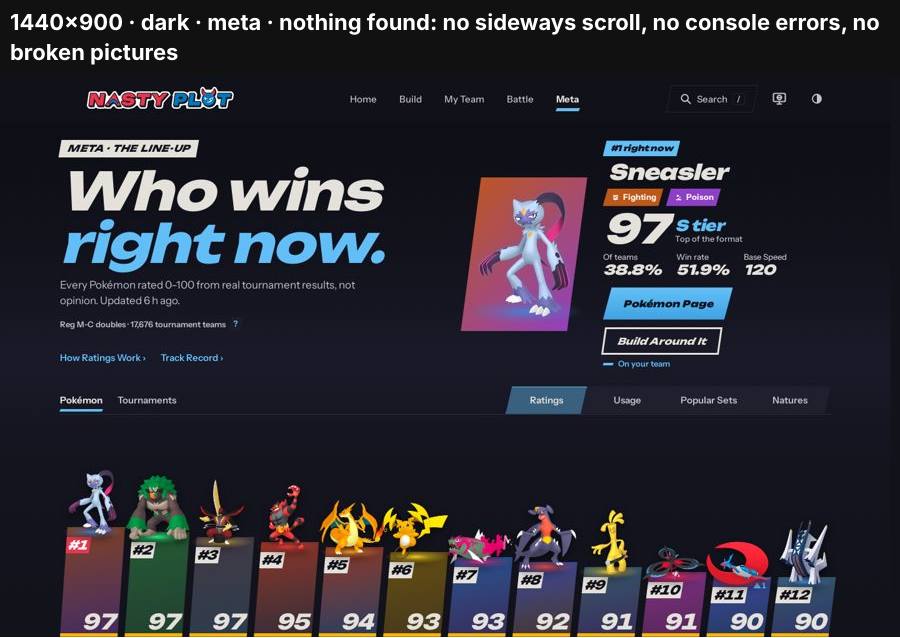 1440×900 · dark · meta · nothing found: no sideways scroll, no console errors, no
broken pictures
NASTY PLOT
Home Build My Team Battle Meta
Search /
META · THE LINE-UP
Who wins
right now.
Every Pokémon rated 0–100 from real tournament results, not
opinion. Updated 6 h ago.
Reg M-C doubles · 17,676 tournament teams ?
How Ratings Work › Track Record ›
#1 right now
Sneasler
Fighting Poison
97 S tier
Top of the format
Of teams Win rate Base Speed
38.8% 51.9% 120
Pokémon Page
Build Around It
On your team
Pokémon Tournaments
Ratings Usage Popular Sets Natures
#1 #2 #3 #4 #5 #6 #7 #8 #9 #10 #11 #12
▲1
97 97 97 95 94 93 93 92 91 91 90 90